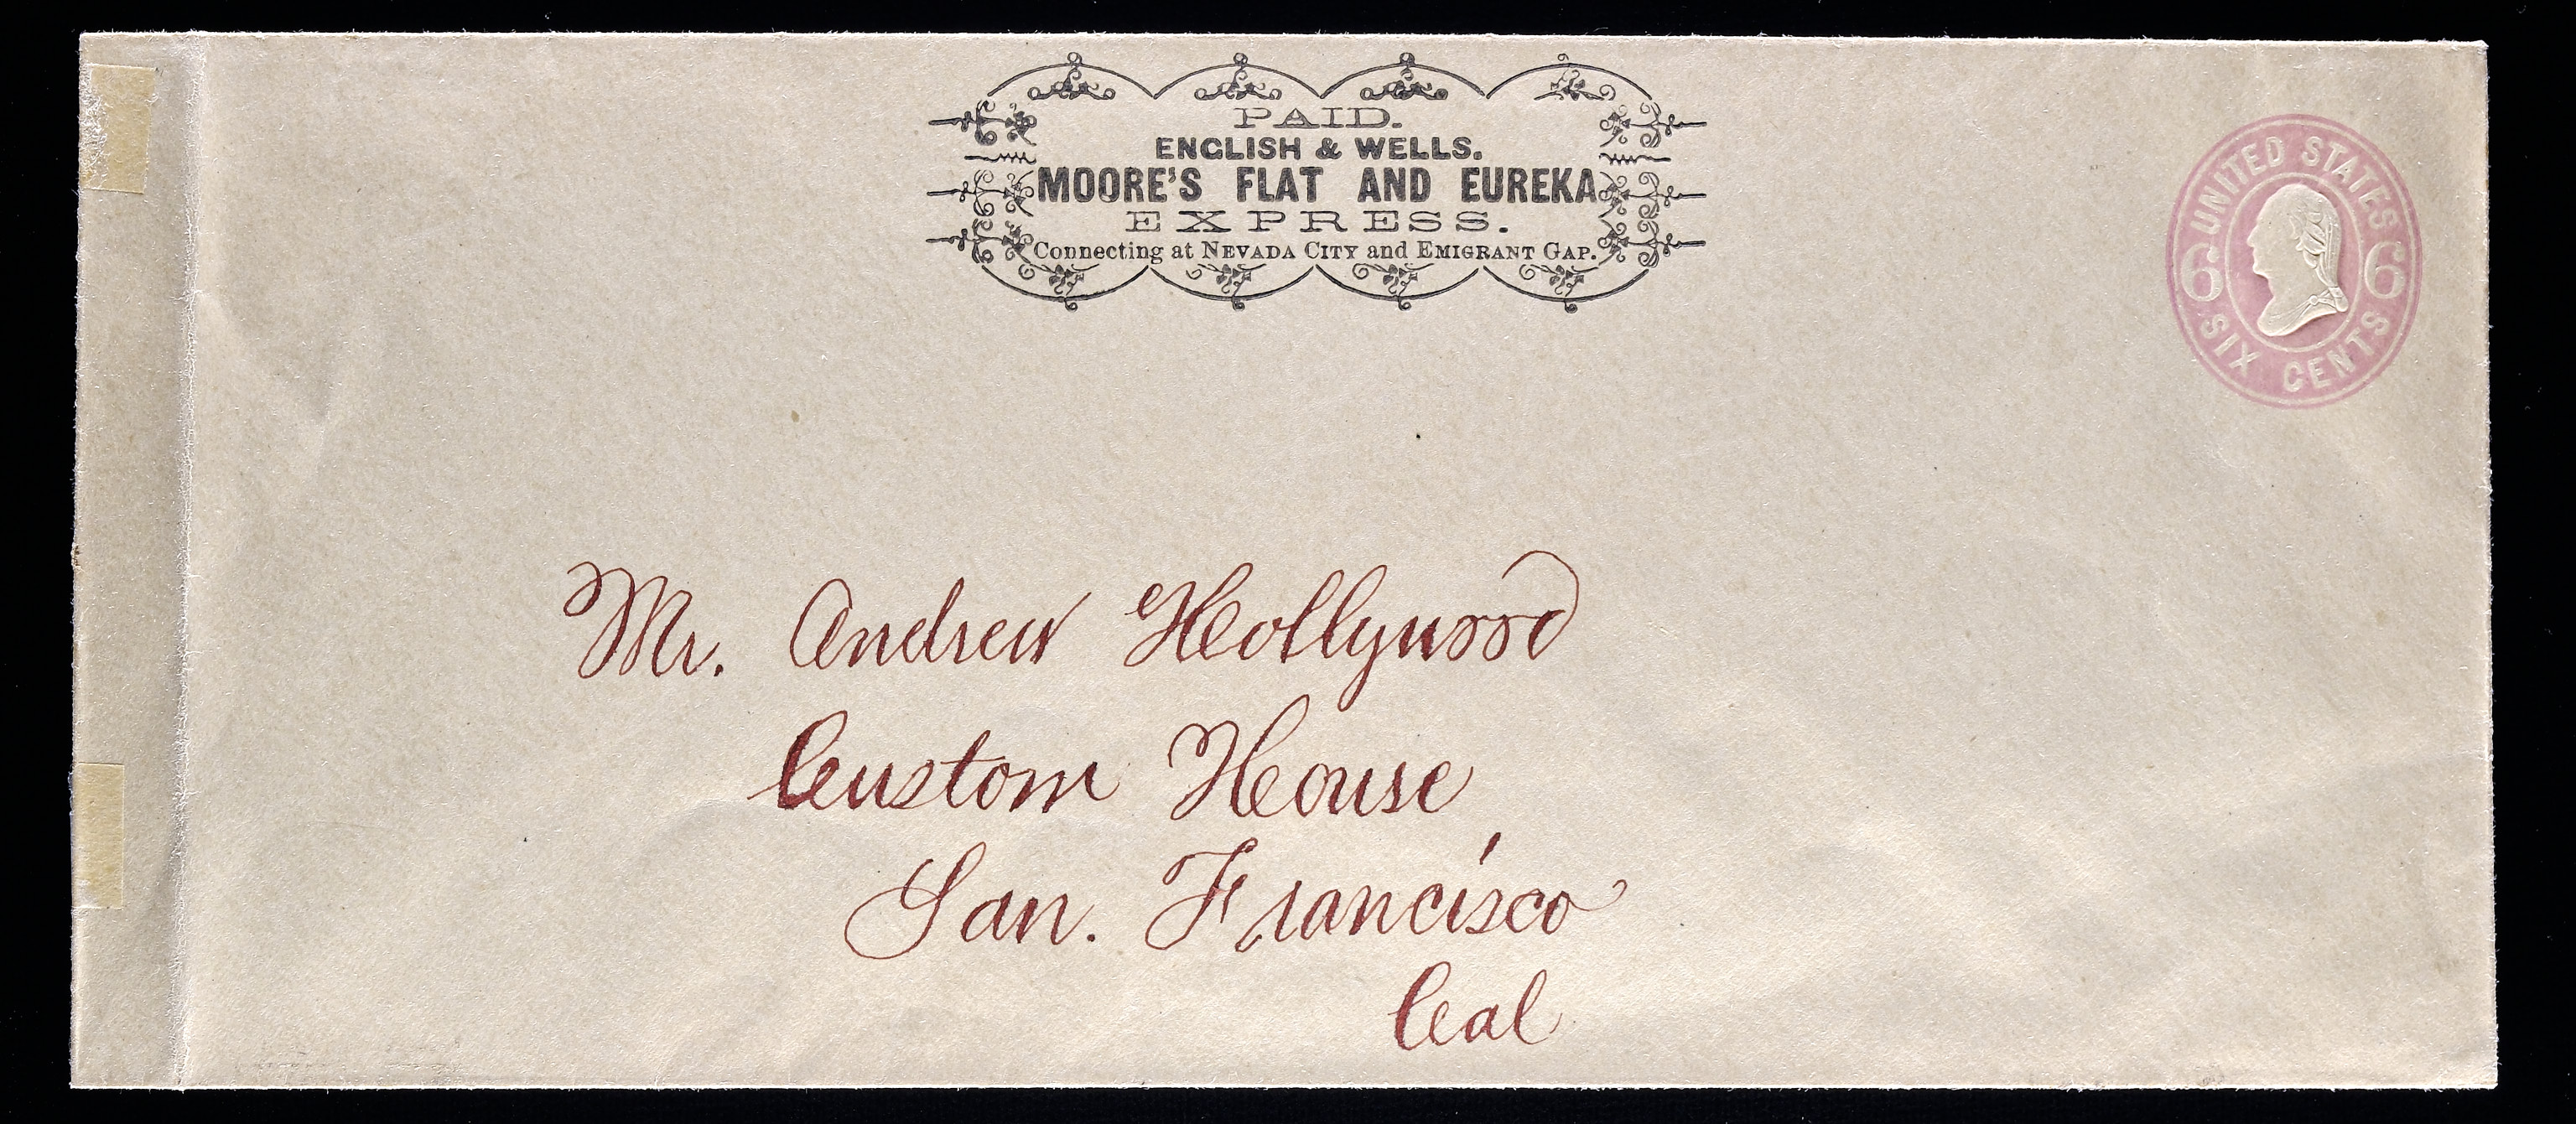 PAID.
ENGLISH & WELLS.
MOORE'S FLAT AND EUREKA
EXPRESS.
Connecting at NEVADA CITY and EMIGRANT GAP.
UNITED STATES
6 6
SIX CENTS
Mr. Andrew Hollywood
Custom House
San. Francisco
Cal